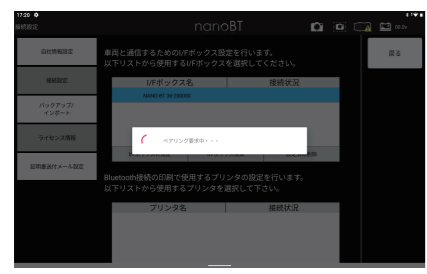 17:20
接続設定
nanoBT
00.0v
自社情報設定
接続設定
バックアップ/
インポート
ライセンス情報
証明書送付メール設定
車両と通信するためのI/Fボックス設定を行います。
以下リストから使用するI/Fボックスを選択してください。
I/Fボックス名 接続状況
ペアリング要求中・・・
Bluetooth接続の印刷で使用するプリンタの設定を行います。
以下リストから使用するプリンタを選択して下さい。
プリンタ名 接続状況
戻る